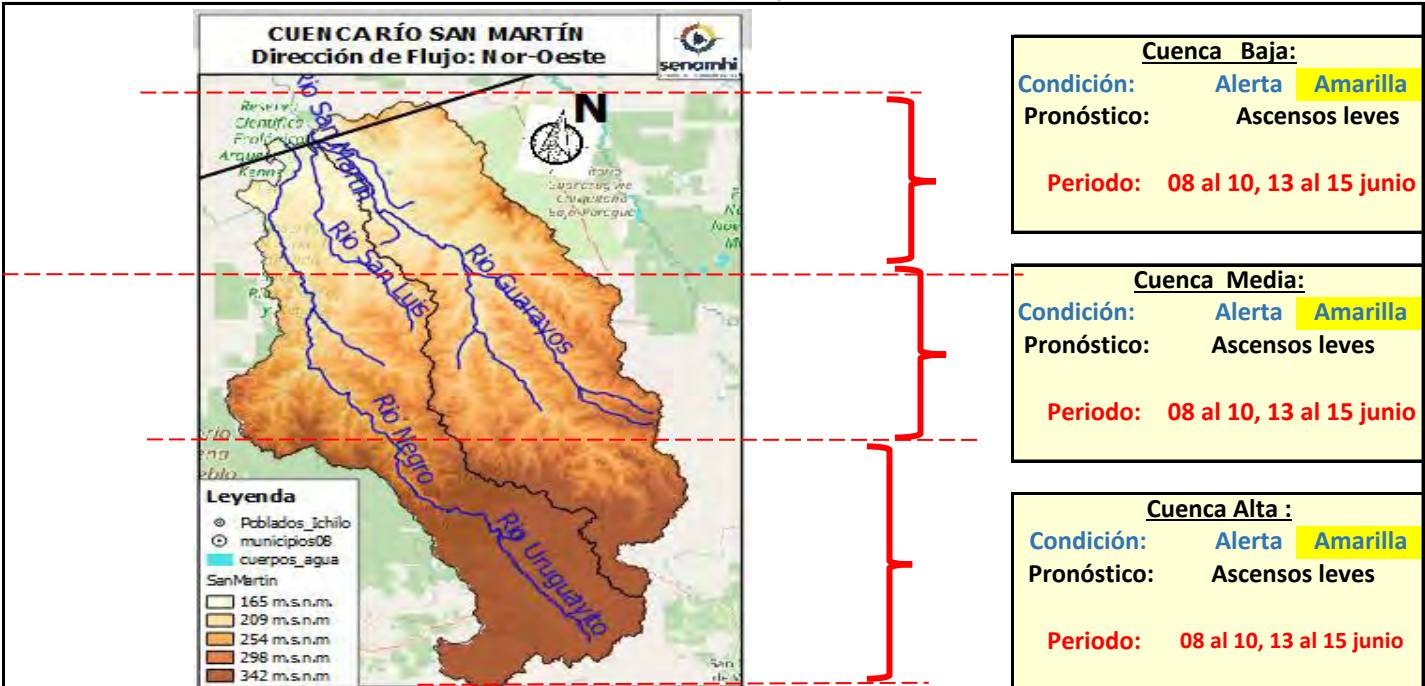 CUENCA RÍO SAN MARTÍN
Dirección de Flujo: Nor-Oeste
senamhi
N
Río San Martín
Río San Luis
Río Guarayos
Río Negro
Río Uruguayito
Leyenda
Poblados_Ichilo
municipios08
cuerpos_agua
SanMartin
165 m.s.n.m.
209 m.s.n.m
254 m.s.n.m
298 m.s.n.m
342 m.s.n.m
Cuenca Baja:
Condición: Alerta Amarilla
Pronóstico: Ascensos leves
Periodo: 08 al 10, 13 al 15 junio
Cuenca Media:
Condición: Alerta Amarilla
Pronóstico: Ascensos leves
Periodo: 08 al 10, 13 al 15 junio
Cuenca Alta :
Condición: Alerta Amarilla
Pronóstico: Ascensos leves
Periodo: 08 al 10, 13 al 15 junio